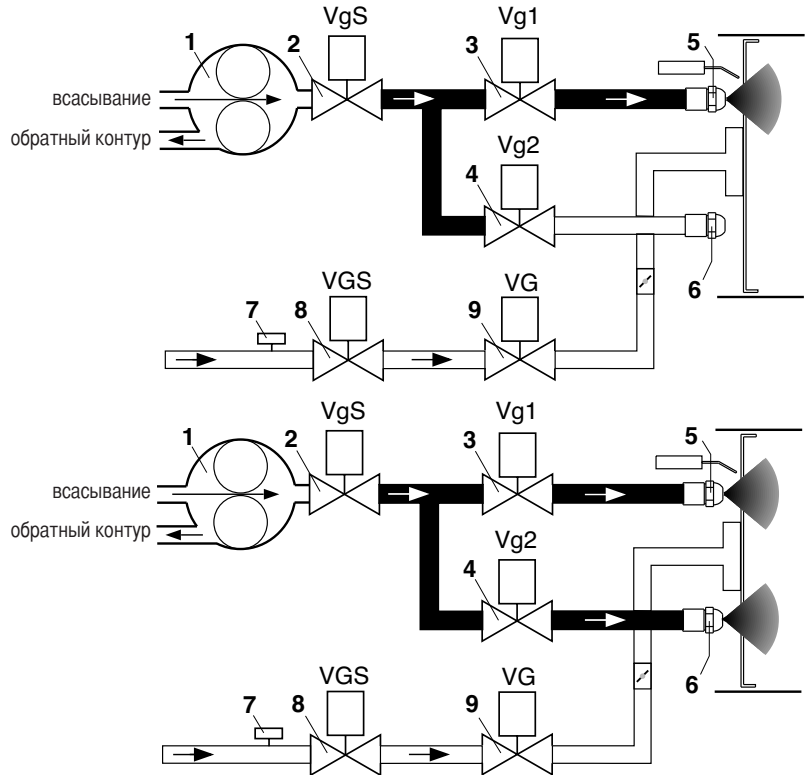 VgS Vg1
1 2 3 5
всасывание
обратный контур
Vg2
4
6
VGS VG
7 8 9
VgS Vg1
1 2 3 5
всасывание
обратный контур
Vg2
4
6
VGS VG
7 8 9